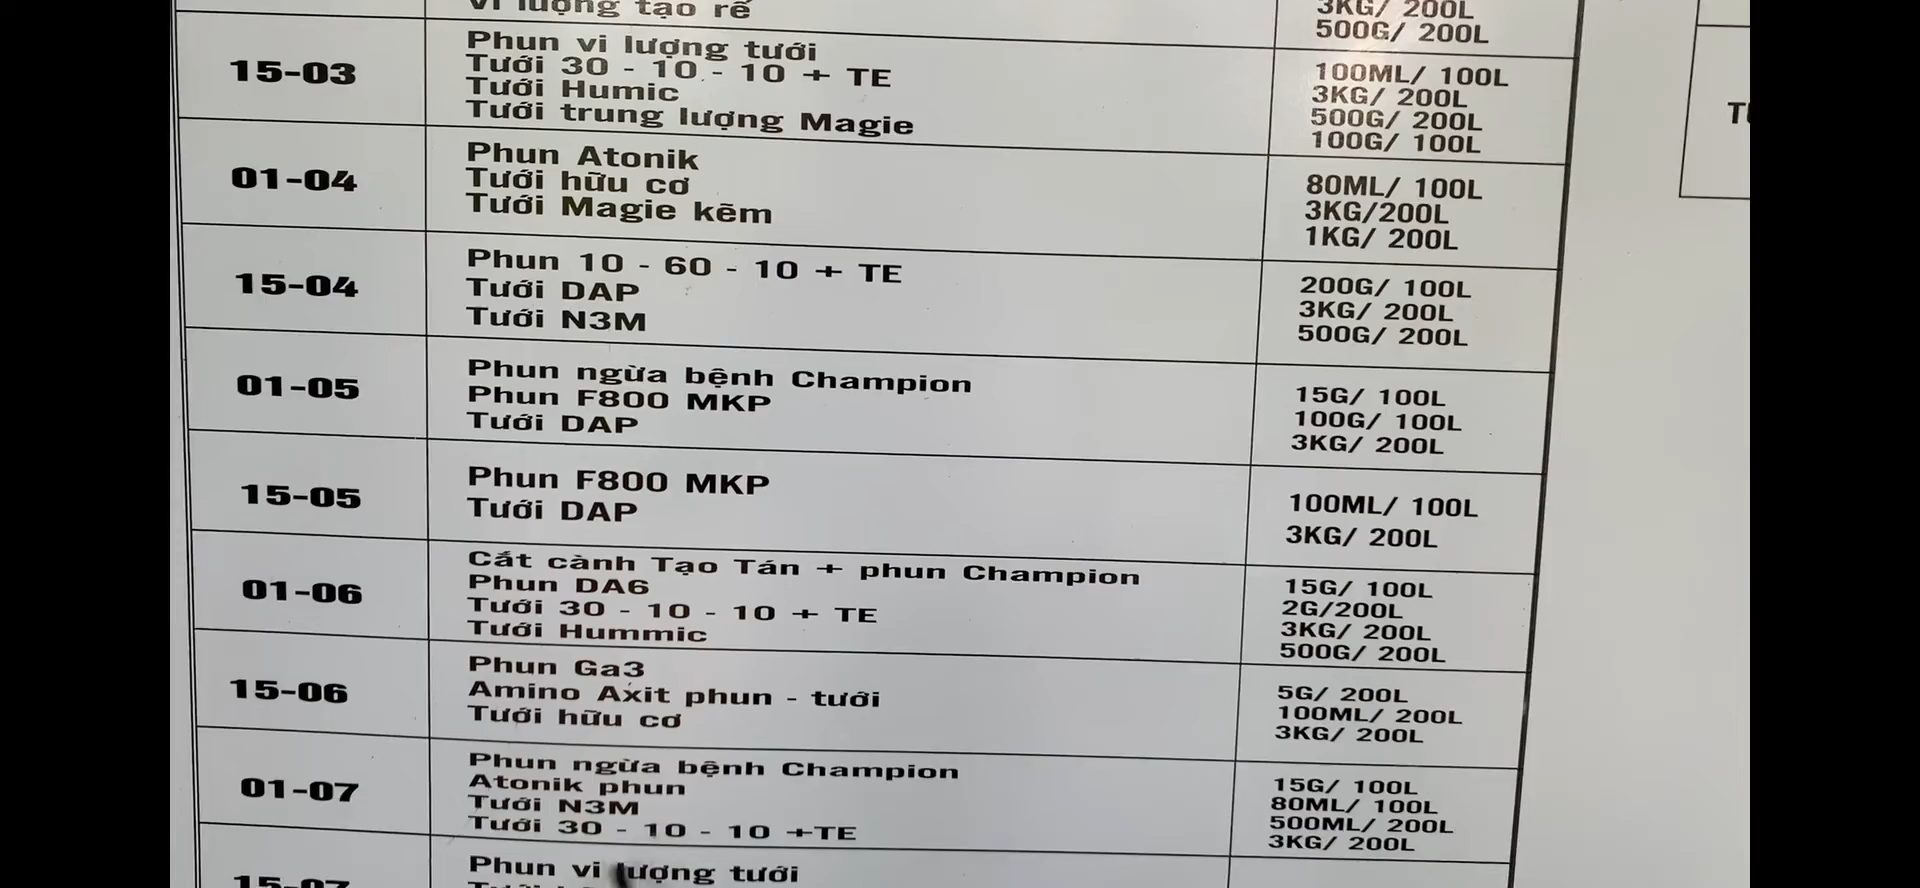 vi lượng tạo rễ
3KG/ 200L
500G/ 200L
15-03
Phun vi lượng tưới
Tưới 30 - 10 - 10 + TE
Tưới Humic
Tưới trung lượng Magie
100ML/ 100L
3KG/ 200L
500G/ 200L
100G/ 100L
01-04
Phun Atonik
Tưới hữu cơ
Tưới Magie kẽm
80ML/ 100L
3KG/200L
1KG/ 200L
15-04
Phun 10 - 60 - 10 + TE
Tưới DAP
Tưới N3M
200G/ 100L
3KG/ 200L
500G/ 200L
01-05
Phun ngừa bệnh Champion
Phun F800 MKP
Tưới DAP
15G/ 100L
100G/ 100L
3KG/ 200L
15-05
Phun F800 MKP
Tưới DAP
100ML/ 100L
3KG/ 200L
01-06
Cắt cành Tạo Tán + phun Champion
Phun DA6
Tưới 30 - 10 - 10 + TE
Tưới Hummic
15G/ 100L
2G/200L
3KG/ 200L
500G/ 200L
15-06
Phun Ga3
Amino Axit phun - tưới
Tưới hữu cơ
5G/ 200L
100ML/ 200L
3KG/ 200L
01-07
Phun ngừa bệnh Champion
Atonik phun
Tưới N3M
Tưới 30 - 10 - 10 +TE
15G/ 100L
80ML/ 100L
500ML/ 200L
3KG/ 200L
15-07
Phun vi lượng tưới